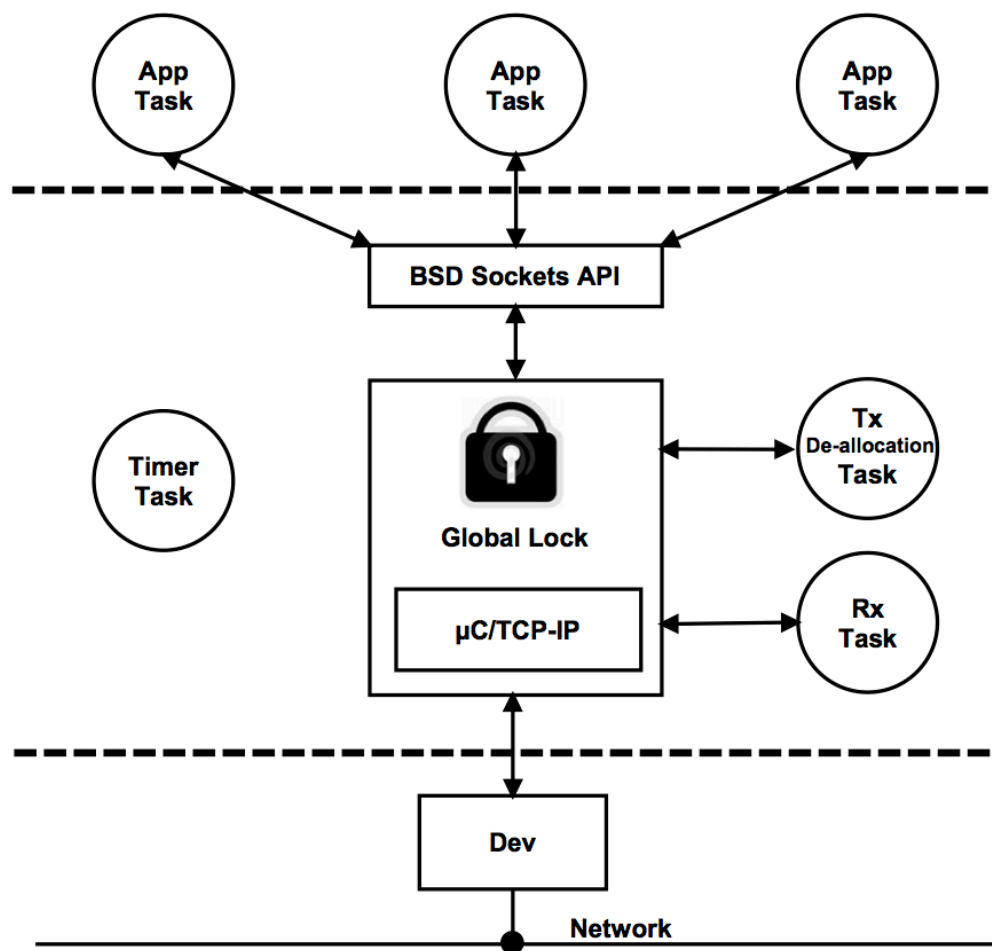 App
Task
App
Task
App
Task
BSD Sockets API
Timer
Task
Global Lock
µC/TCP-IP
Tx
De-allocation
Task
Rx
Task
Dev
Network